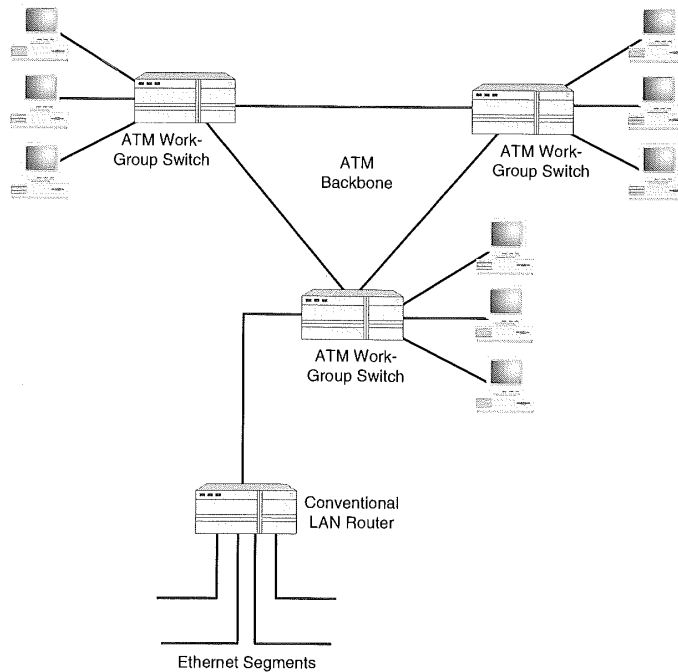 ATM Work-
Group Switch
ATM
Backbone
ATM Work-
Group Switch
ATM Work-
Group Switch
Conventional
LAN Router
Ethernet Segments